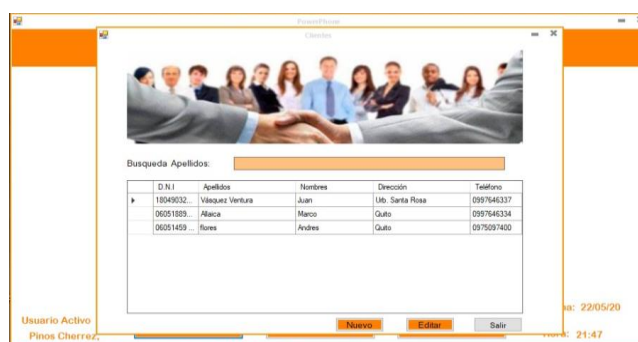 PowerPhone
Clientes
Busqueda Apellidos:
D.N.I Apellidos Nombres Dirección Teléfono
18049032... Vásquez Ventura Juan Urb. Santa Rosa 0997646337
06051889... Allaica Marco Quito 0997646334
06051459 ... flores Andres Quito 0975097400
Nuevo Editar Salir
Usuario Activo
Pinos Cherrez,
na: 22/05/20
Hora: 21:47